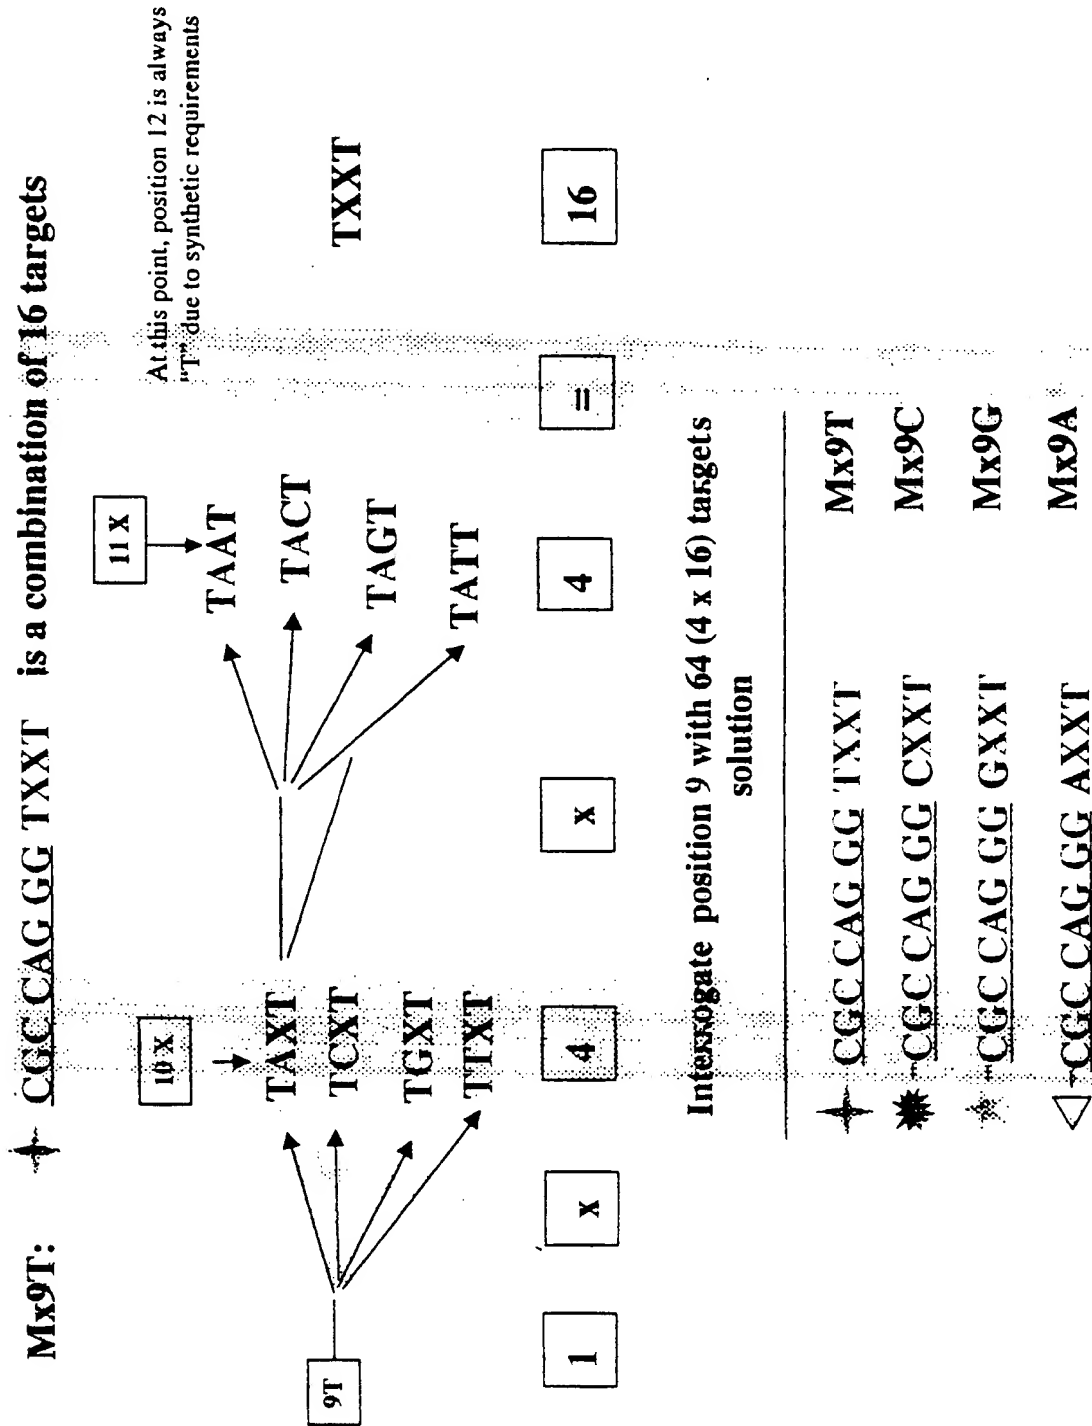 Mx9T: CGC CAG GG TXXT is a combination of 16 targets
At this point, position 12 is always
"T" due to synthetic requirements
10 X
11 X
9T
TAXT
TCXT
TGXT
TTXT
TAAT
TACT
TAGT
TATT
TXXT
1 x 4 x 4 = 16
Interrogate position 9 with 64 (4 x 16) targets
solution
CGC CAG GG TXXT Mx9T
CGC CAG GG CXXT Mx9C
CGC CAG GG GXXT Mx9G
CGC CAG GG AXXT Mx9A